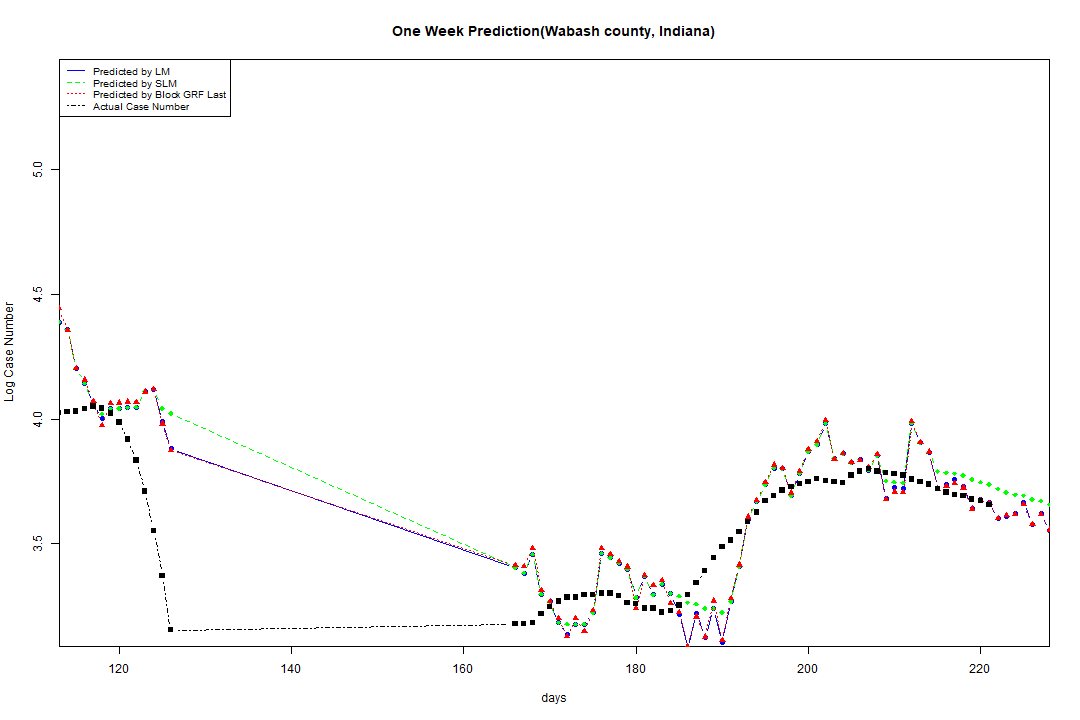 One Week Prediction(Wabash county, Indiana)
Predicted by LM
Predicted by SLM
Predicted by Block GRF Last
Actual Case Number
5.0
4.5
4.0
3.5
Log Case Number
120 140 160 180 200 220
days